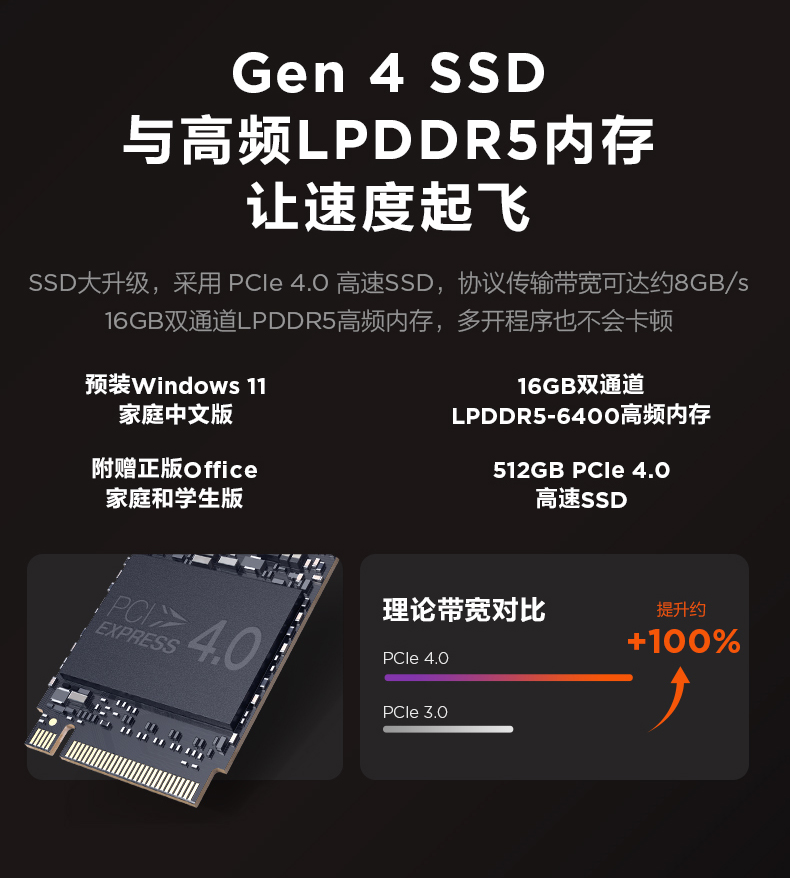 Gen 4 SSD
与高频LPDDR5内存
让速度起飞
SSD大升级，采用 PCIe 4.0 高速SSD，协议传输带宽可达约8GB/s
16GB双通道LPDDR5高频内存，多开程序也不会卡顿
预装Windows 11
家庭中文版
16GB双通道
LPDDR5-6400高频内存
附赠正版Office
家庭和学生版
512GB PCIe 4.0
高速SSD
PCI
EXPRESS 4.0
理论带宽对比
提升约
+100%
PCIe 4.0
PCIe 3.0